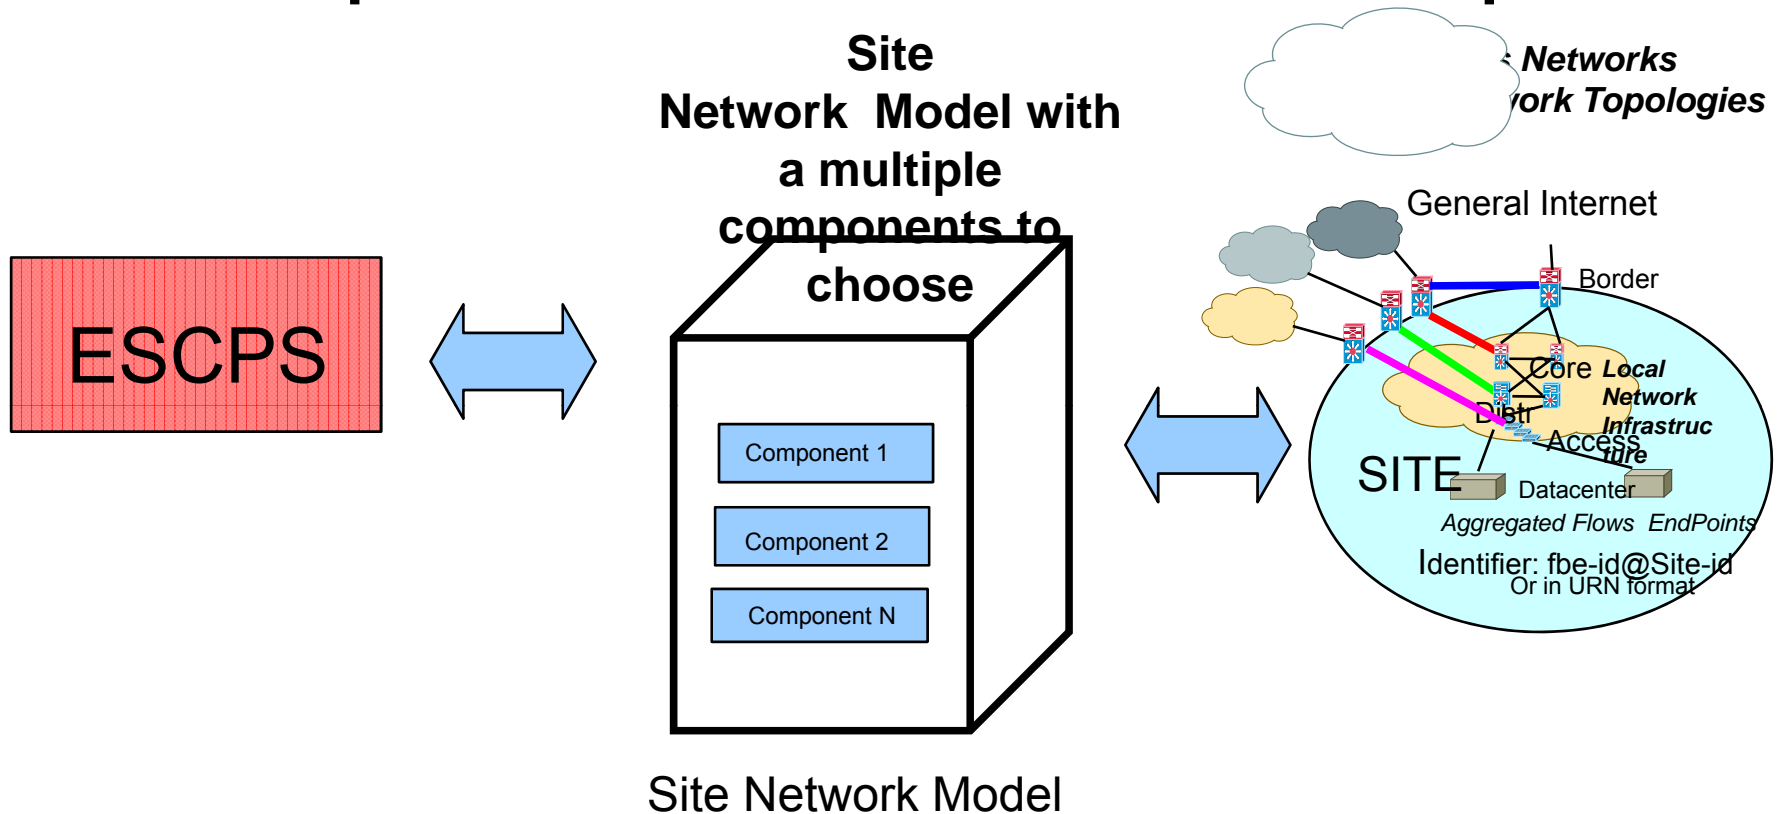 Site
Network Model with
a multiple
components to
choose
Networks
Topologies
General Internet
Border
ESCPS
Core
Local
Network
Infrastruc
ture
Distr
Access
Component 1
Component 2
Component N
SITE
Datacenter
Aggregated Flows EndPoints
Identifier: fbe-id@Site-id
Or in URN format
Site Network Model